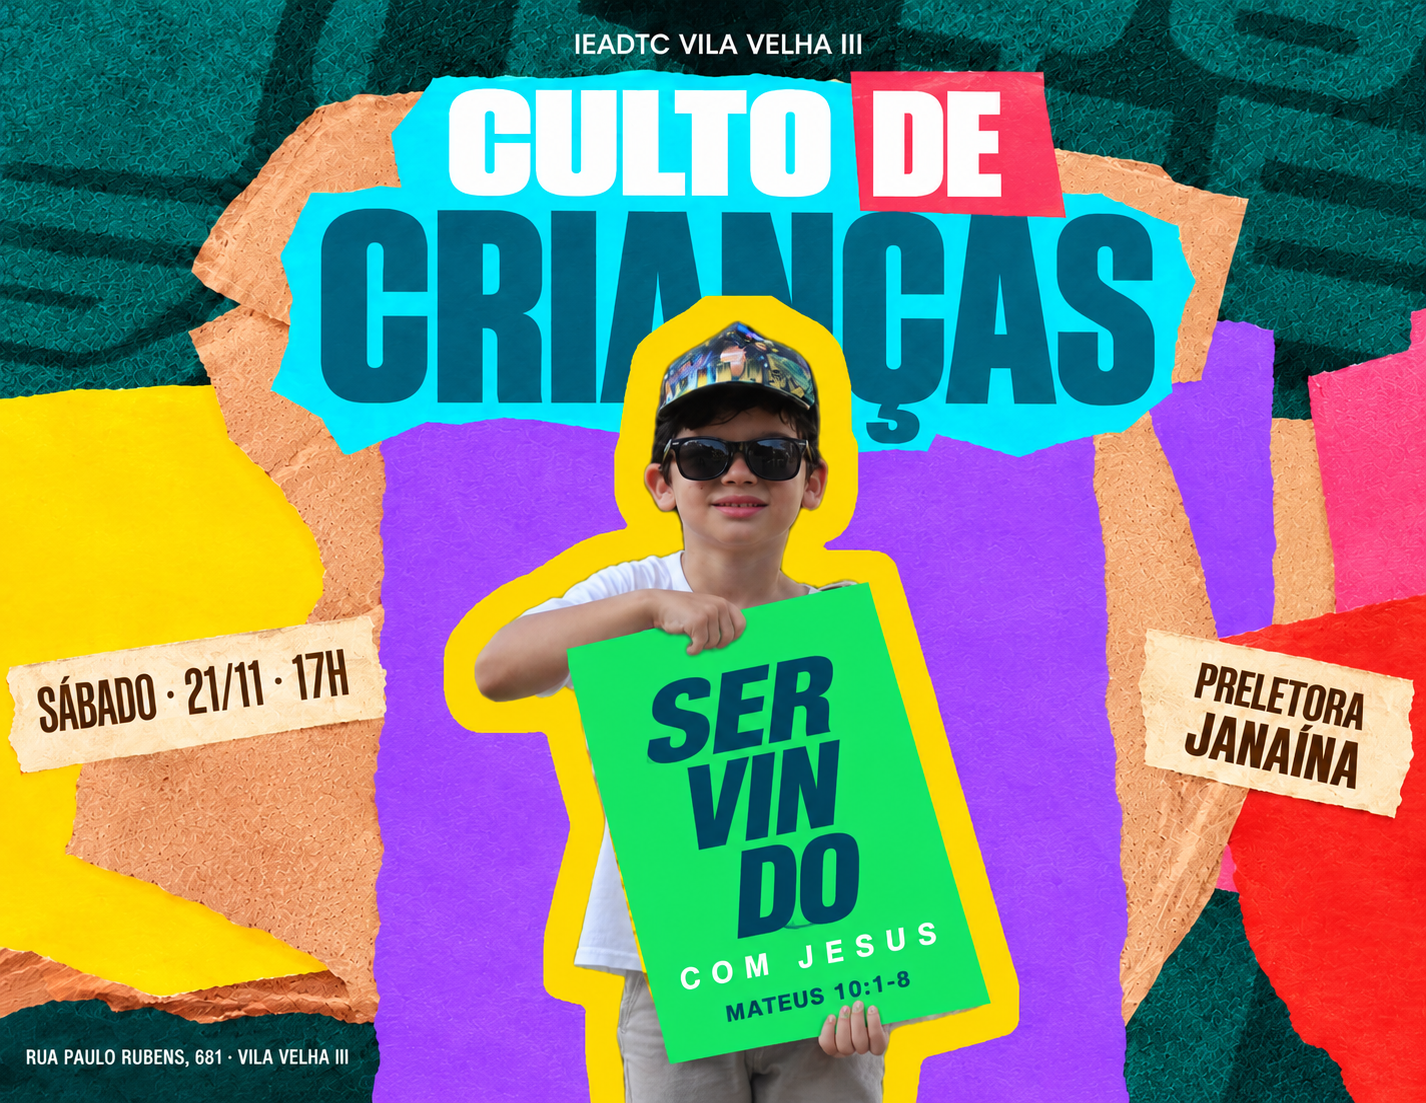 IEADTC VILA VELHA III
CULTO DE
CRIANÇAS
SÁBADO · 21/11 · 17H
PRELETORA
JANAÍNA
SER
VIN
DO
COM JESUS
MATEUS 10:1-8
RUA PAULO RUBENS, 681 · VILA VELHA III